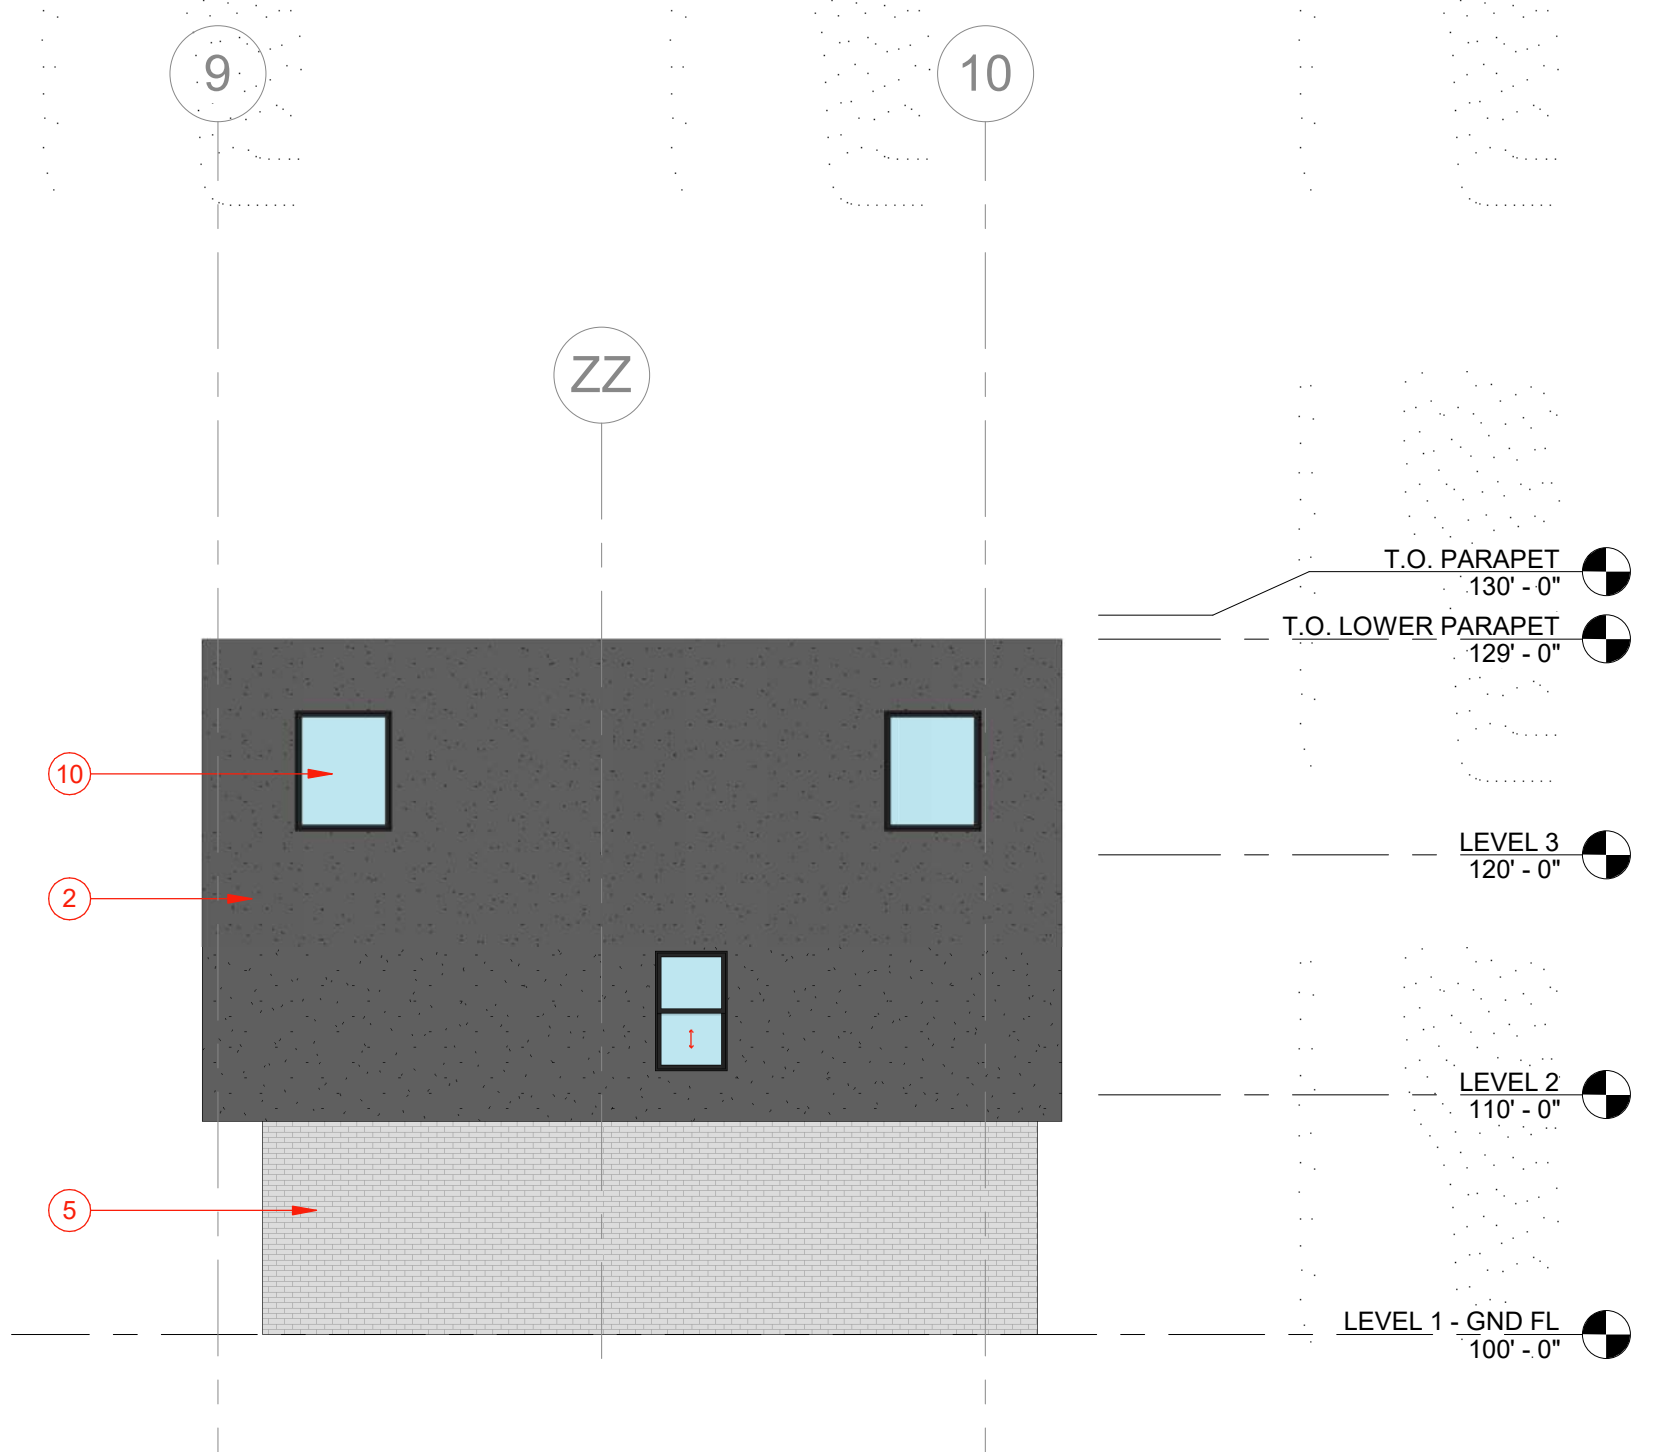 9
10
ZZ
T.O. PARAPET
130' - 0"
T.O. LOWER PARAPET
129' - 0"
10
LEVEL 3
120' - 0"
2
LEVEL 2
110' - 0"
5
LEVEL 1 - GND FL
100' - 0"